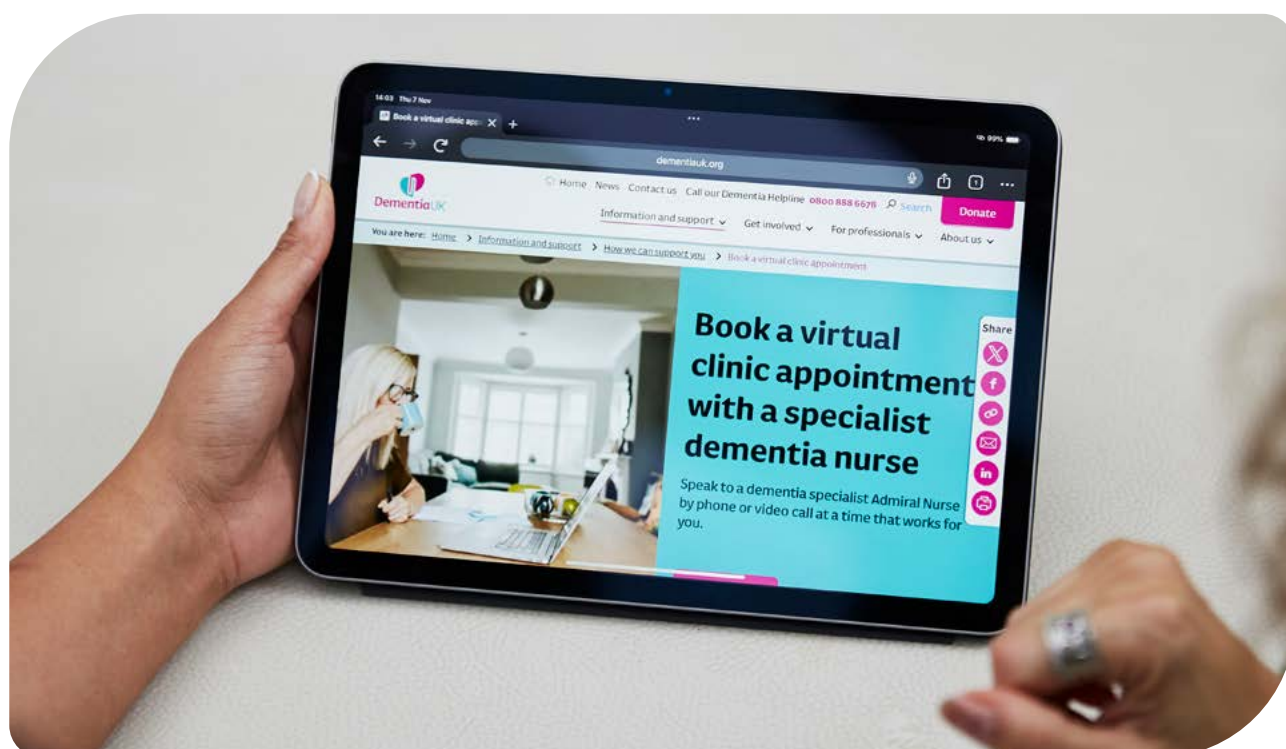 14:03 Thu 7 Nov
99%
Book a virtual clinic app
dementiauk.org
1
DementiaUK
Home News Contact us Call our Dementia Helpline 0800 888 6678 Search Donate
Information and support Get involved For professionals About us
You are here: Home > Information and support > How we can support you > Book a virtual clinic appointment
Book a virtual
clinic appointment
with a specialist
dementia nurse
Speak to a dementia specialist Admiral Nurse
by phone or video call at a time that works for
you.
Share
X
f
in